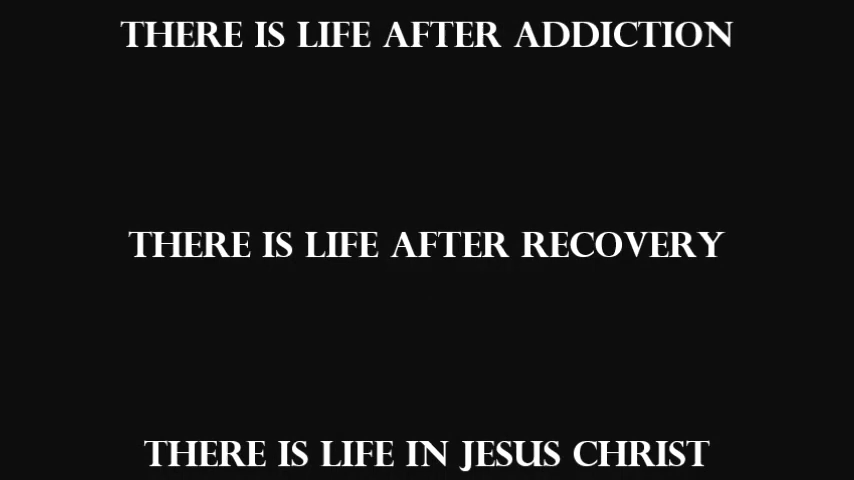 THERE IS LIFE AFTER ADDICTION
THERE IS LIFE AFTER RECOVERY
THERE IS LIFE IN JESUS CHRIST